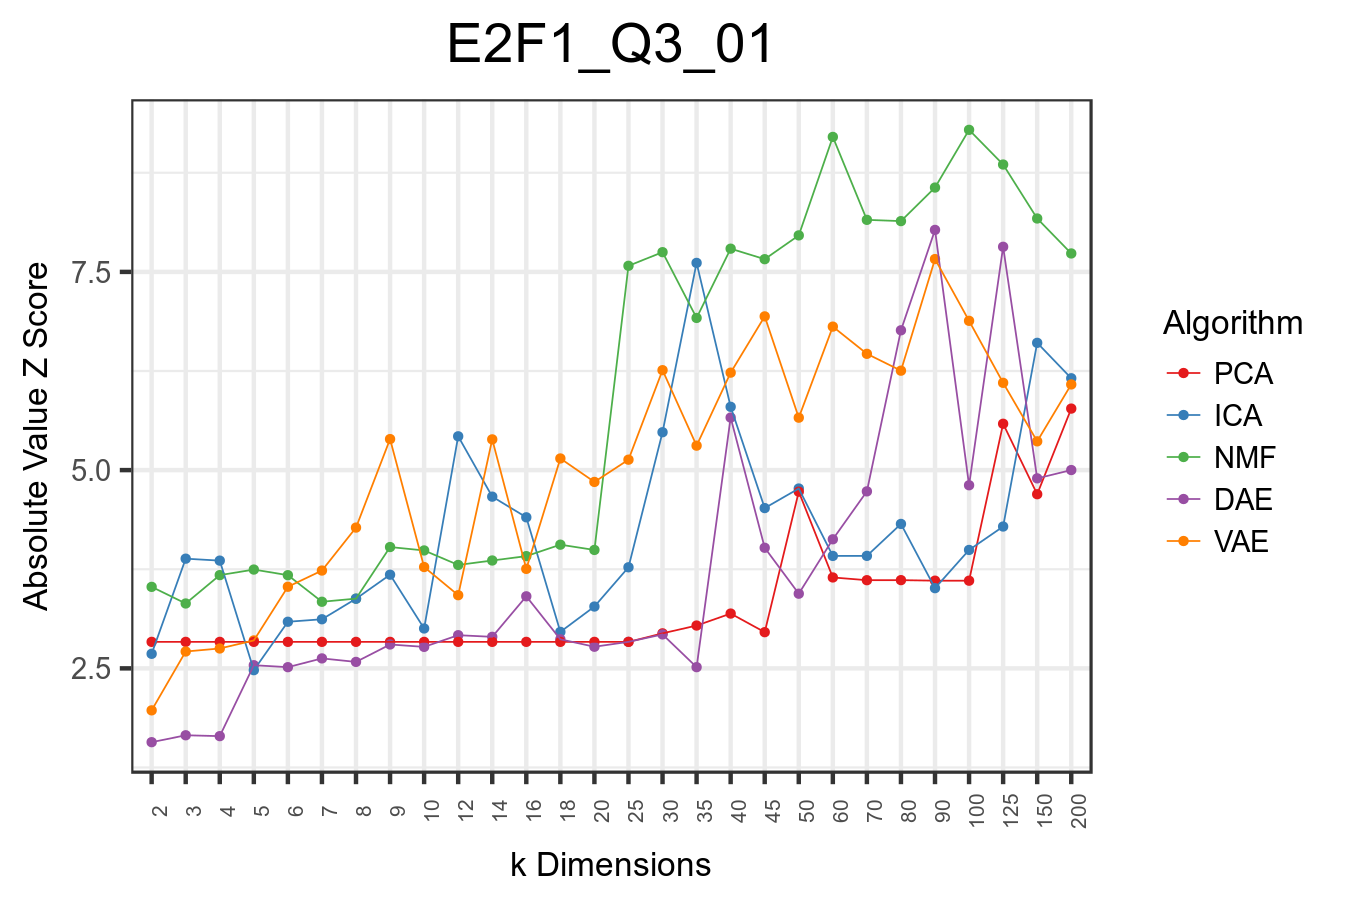 E2F1_Q3_01
Absolute Value Z Score
7.5
5.0
2.5
2 3 4 5 6 7 8 9 10 12 14 16 18 20 25 30 35 40 45 50 60 70 80 90 100 125 150 200
k Dimensions
Algorithm
PCA
ICA
NMF
DAE
VAE